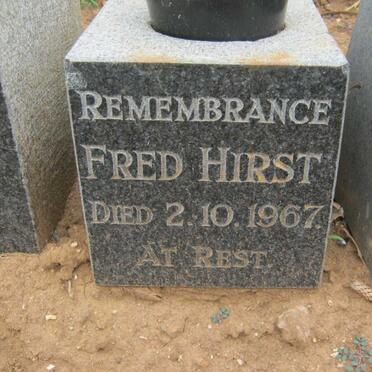 REMEMBRANCE
FRED HIRST
DIED 2.10.1967.
AT REST